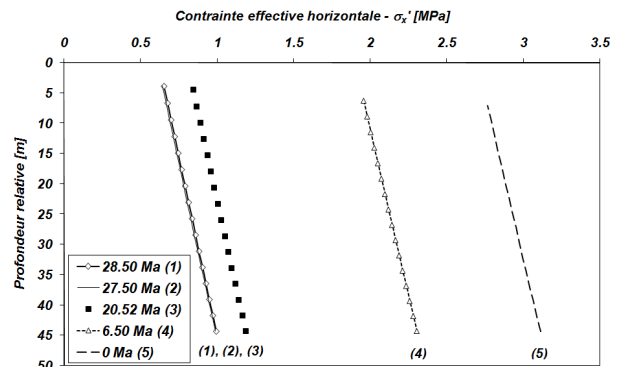 Contrainte effective horizontale - σx' [MPa]
0 0.5 1 1.5 2 2.5 3 3.5
Profondeur relative [m]
0
5
10
15
20
25
30
35
40
45
50
28.50 Ma (1)
27.50 Ma (2)
20.52 Ma (3)
6.50 Ma (4)
0 Ma (5)
(1), (2), (3) (4) (5)